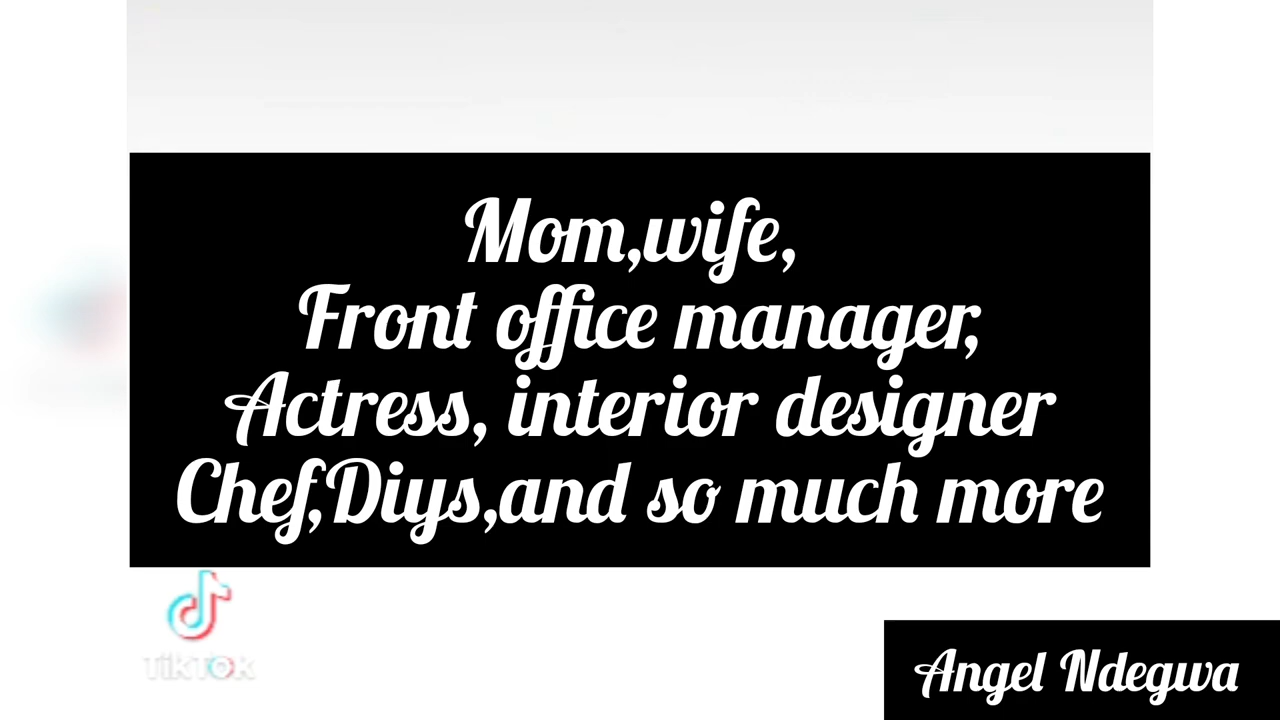 Mom,wife,
Front office manager,
Actress, interior designer
Chef,Diys,and so much more
TikTok
Angel Ndegwa